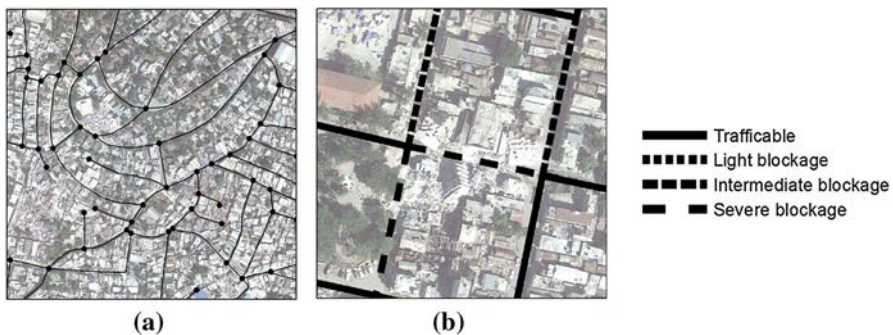 Trafficable
Light blockage
Intermediate blockage
Severe blockage
(a)
(b)